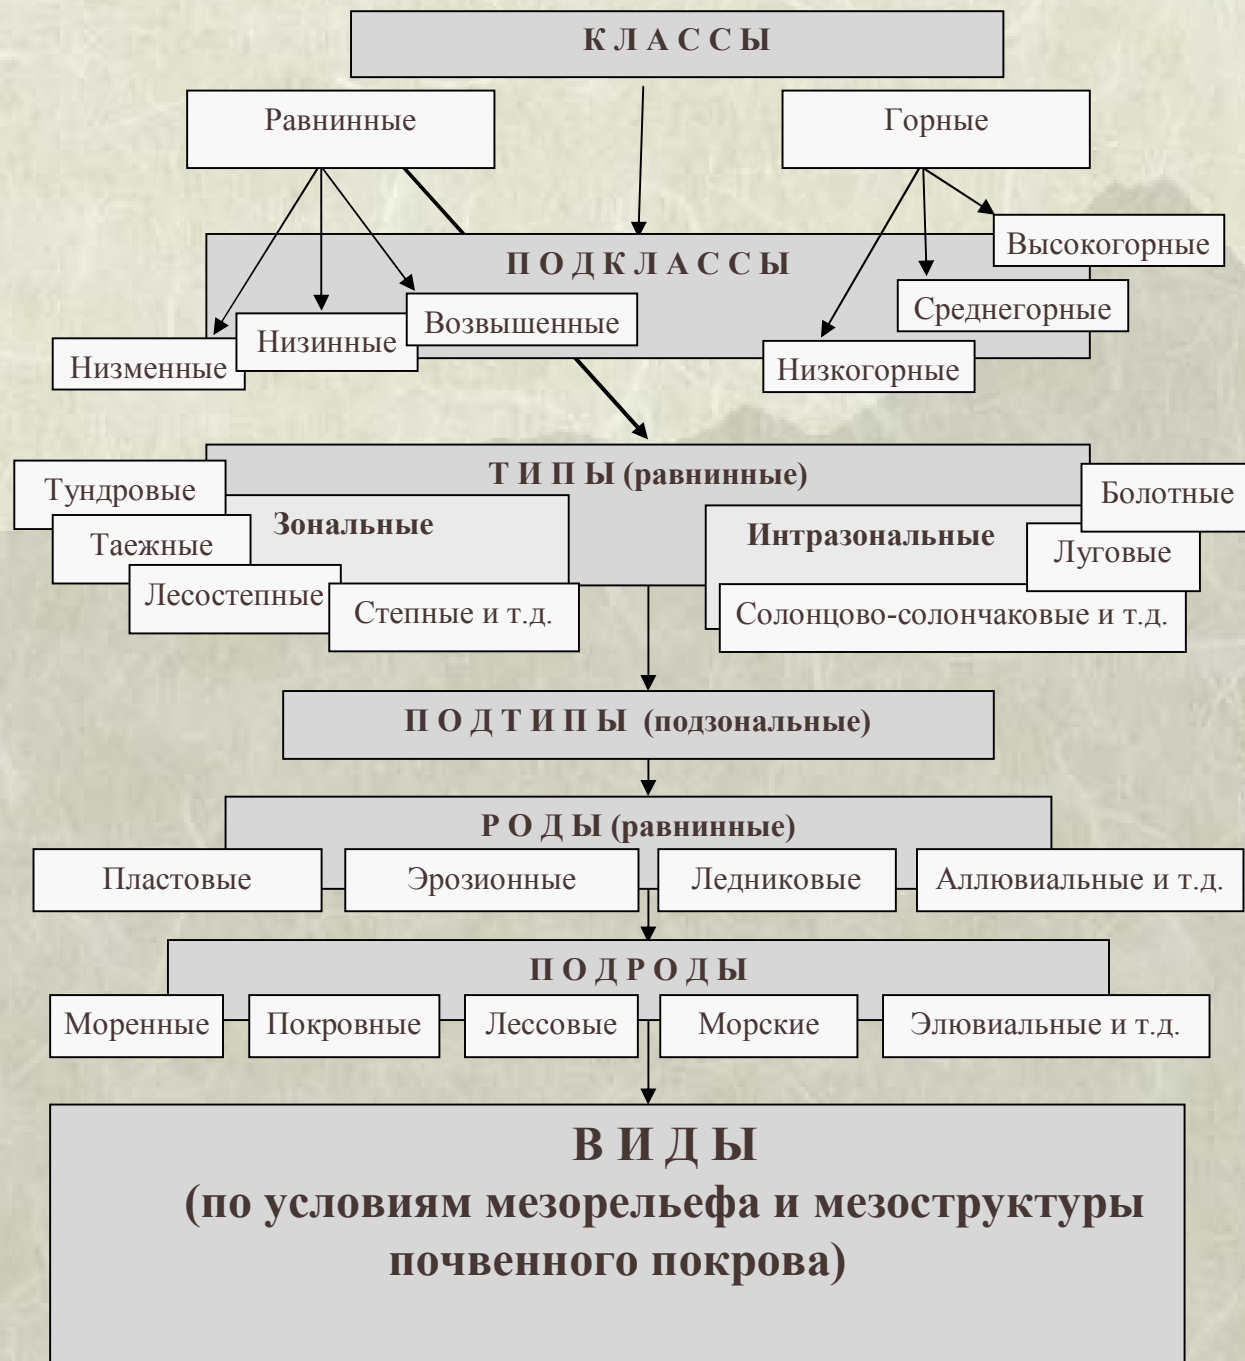 К Л А С С Ы
Равнинные
Горные
П О Д К Л А С С Ы
Низменные
Низинные
Возвышенные
Низкогорные
Среднегорные
Высокогорные
Т И П Ы (равнинные)
Зональные
Тундровые
Таежные
Лесостепные
Степные и т.д.
Интразональные
Болотные
Луговые
Солонцово-солончаковые и т.д.
П О Д Т И П Ы (подзональные)
Р О Д Ы (равнинные)
Пластовые
Эрозионные
Ледниковые
Аллювиальные и т.д.
П О Д Р О Д Ы
Моренные
Покровные
Лессовые
Морские
Элювиальные и т.д.
В И Д Ы
(по условиям мезорельефа и мезоструктуры
почвенного покрова)